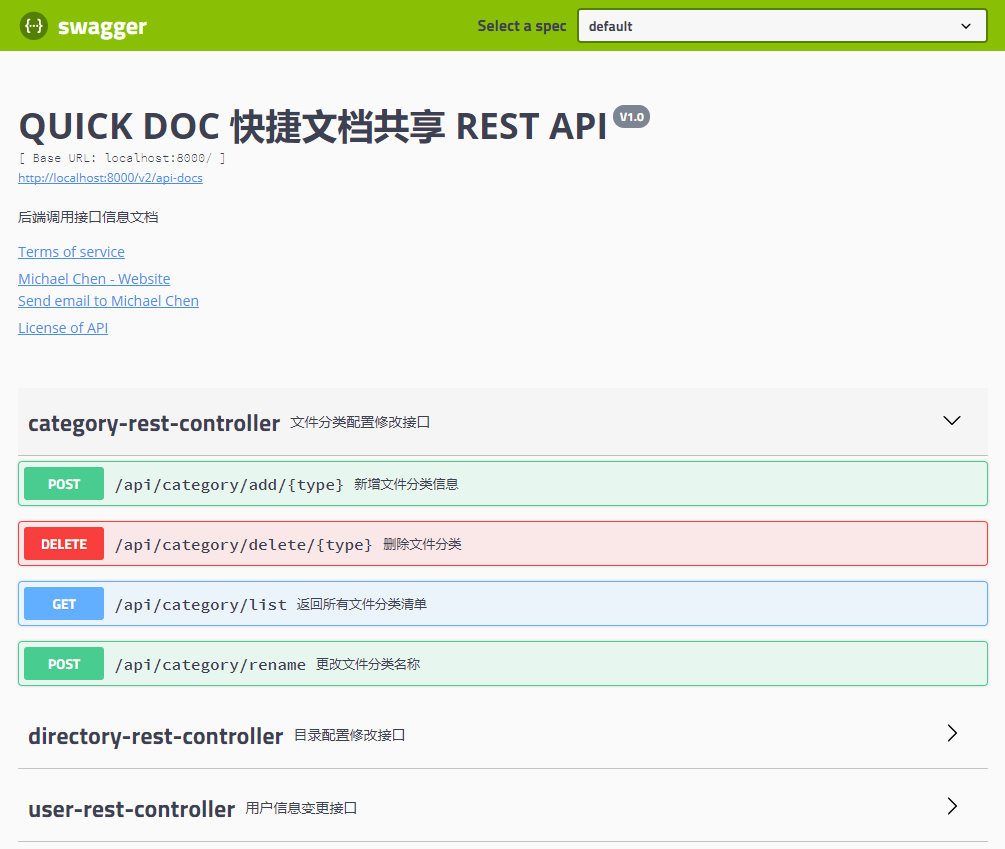 {···} swagger Select a spec default
QUICK DOC 快捷文档共享 REST API V1.0
[ Base URL: localhost:8000/ ]
http://localhost:8000/v2/api-docs
后端调用接口信息文档
Terms of service
Michael Chen - Website
Send email to Michael Chen
License of API
category-rest-controller 文件分类配置修改接口
POST /api/category/add/{type} 新增文件分类信息
DELETE /api/category/delete/{type} 删除文件分类
GET /api/category/list 返回所有文件分类清单
POST /api/category/rename 更改文件分类名称
directory-rest-controller 目录配置修改接口
user-rest-controller 用户信息变更接口